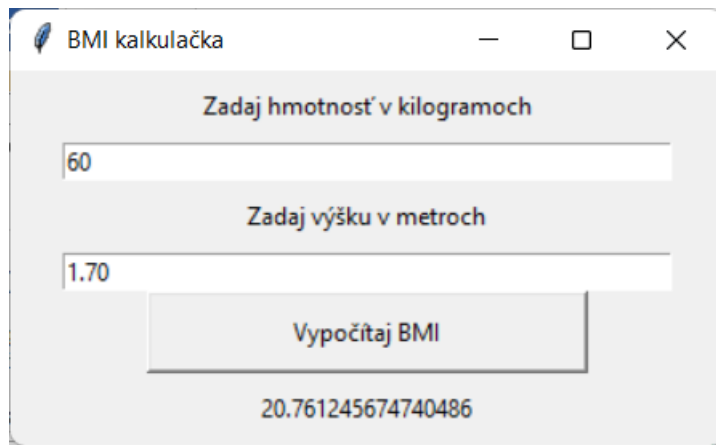 BMI kalkulačka
Zadaj hmotnosť v kilogramoch
60
Zadaj výšku v metroch
1.70
Vypočítaj BMI
20.761245674740486